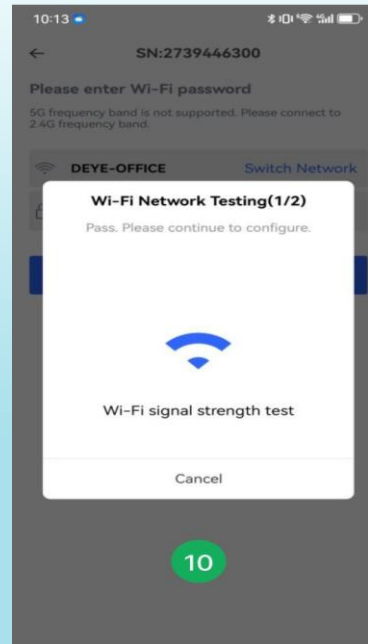 10:13
SN:2739446300
Please enter Wi-Fi password
5G frequency band is not supported. Please connect to
2.4G frequency band.
DEYE-OFFICE Switch Network
Wi-Fi Network Testing(1/2)
Pass. Please continue to configure.
Wi-Fi signal strength test
Cancel
10